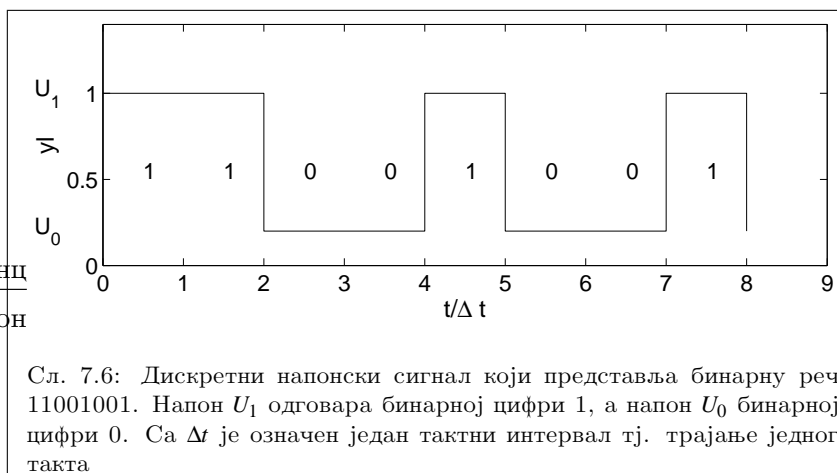 U₁ 1
yl
1 1 0 0 1 0 0 1
0.5
U₀
0
0 1 2 3 4 5 6 7 8 9
t/Δ t
нц
он
Сл. 7.6: Дискретни напонски сигнал који представља бинарну реч
11001001. Напон U₁ одговара бинарној цифри 1, а напон U₀ бинарној
цифри 0. Са Δt је означен један тактни интервал тј. трајање једног
такта